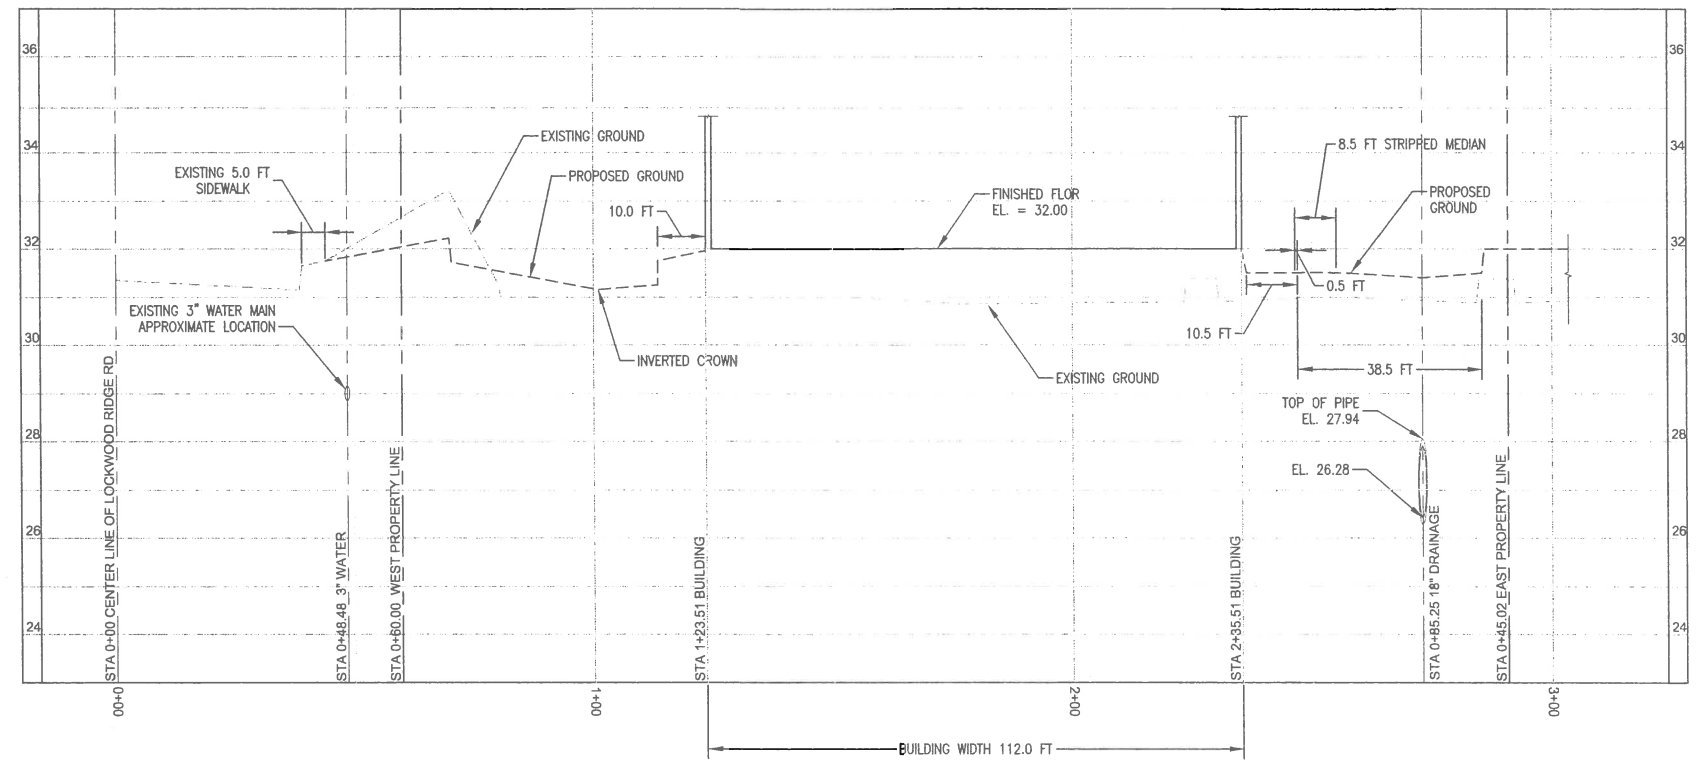 36
36
34
34
32
32
30
30
28
28
26
26
24
24
EXISTING GROUND
EXISTING 5.0 FT
SIDEWALK
PROPOSED GROUND
10.0 FT
FINISHED FLOR
EL. = 32.00
8.5 FT STRIPPED MEDIAN
PROPOSED
GROUND
0.5 FT
10.5 FT
EXISTING 3" WATER MAIN
APPROXIMATE LOCATION
INVERTED CROWN
EXISTING GROUND
38.5 FT
TOP OF PIPE
EL. 27.94
EL. 26.28
STA 0+00 CENTER LINE OF LOCKWOOD RIDGE RD
STA 0+48.48 3" WATER
STA 0+60.00 WEST PROPERTY LINE
STA 1+23.51 BUILDING
STA 2+35.51 BUILDING
STA 0+85.25 18" DRAINAGE
STA 0+45.02 EAST PROPERTY LINE
0+00
1+00
2+00
3+00
BUILDING WIDTH 112.0 FT